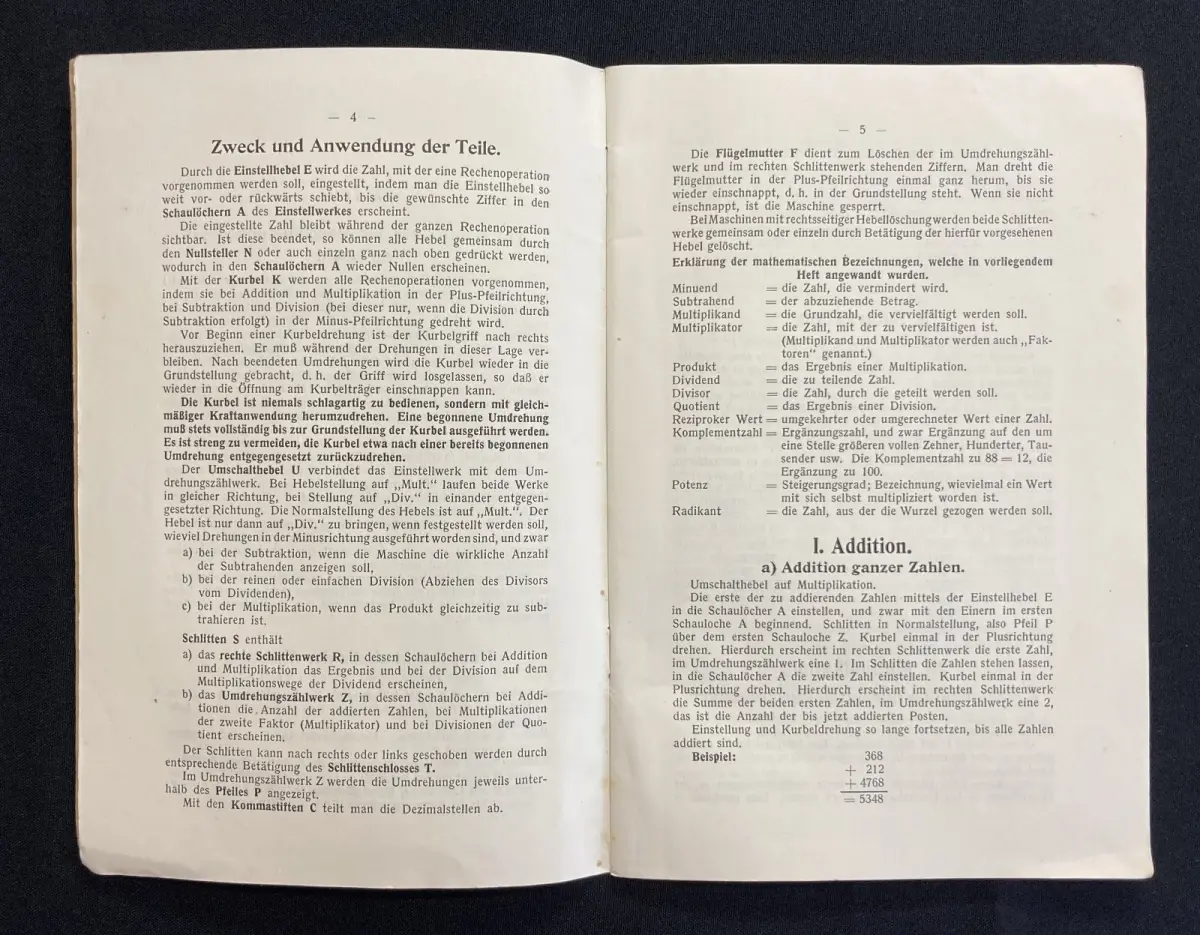 — 4 –
Zweck und Anwendung der Teile.
Durch die Einstellhebel E wird die Zahl, mit der eine Rechenoperation
vorgenommen werden soll, eingestellt, indem man die Einstellhebel so
weit vor- oder rückwärts schiebt, bis die gewünschte Ziffer in den
Schaulöchern A des Einstellwerkes erscheint.
Die eingestellte Zahl bleibt während der ganzen Rechenoperation
sichtbar. Ist diese beendet, so können alle Hebel gemeinsam durch
den Nullsteller N oder auch einzeln ganz nach oben gedrückt werden,
wodurch in den Schaulöchern A wieder Nullen erscheinen.
Mit der Kurbel K werden alle Rechenoperationen vorgenommen,
indem sie bei Addition und Multiplikation in der Plus-Pfeilrichtung,
bei Subtraktion und Division (bei dieser nur, wenn die Division durch
Subtraktion erfolgt) in der Minus-Pfeilrichtung gedreht wird.
Vor Beginn einer Kurbeldrehung ist der Kurbelgriff nach rechts
herauszuziehen. Er muß während der Drehungen in dieser Lage ver-
bleiben. Nach beendeten Umdrehungen wird die Kurbel wieder in die
Grundstellung gebracht, d. h. der Griff wird losgelassen, so daß er
wieder in die Öffnung am Kurbelträger einschnappen kann.
Die Kurbel ist niemals schlagartig zu bedienen, sondern mit gleich-
mäßiger Kraftanwendung herumzudrehen. Eine begonnene Umdrehung
muß stets vollständig bis zur Grundstellung der Kurbel ausgeführt werden.
Es ist streng zu vermeiden, die Kurbel etwa nach einer bereits begonnenen
Umdrehung entgegengesetzt zurückzudrehen.
Der Umschalthebel U verbindet das Einstellwerk mit dem Um-
drehungszählwerk. Bei Hebelstellung auf „Mult.“ laufen beide Werke
in gleicher Richtung, bei Stellung auf „Div.“ in einander entgegen-
gesetzter Richtung. Die Normalstellung des Hebels ist auf „Mult.“. Der
Hebel ist nur dann auf „Div.“ zu bringen, wenn festgestellt werden soll,
wieviel Drehungen in der Minusrichtung ausgeführt worden sind, und zwar
a) bei der Subtraktion, wenn die Maschine die wirkliche Anzahl
der Subtrahenden anzeigen soll,
b) bei der reinen oder einfachen Division (Abziehen des Divisors
vom Dividenden),
c) bei der Multiplikation, wenn das Produkt gleichzeitig zu sub-
trahieren ist.
Schlitten S enthält
a) das rechte Schlittenwerk R, in dessen Schaulöchern bei Addition
und Multiplikation das Ergebnis und bei der Division auf dem
Multiplikationswege der Dividend erscheinen,
b) das Umdrehungszählwerk Z, in dessen Schaulöchern bei Addi-
tionen die Anzahl der addierten Zahlen, bei Multiplikationen
der zweite Faktor (Multiplikator) und bei Divisionen der Quo-
tient erscheinen.
Der Schlitten kann nach rechts oder links geschoben werden durch
entsprechende Betätigung des Schlittenschlosses T.
Im Umdrehungszählwerk Z werden die Umdrehungen jeweils unter-
halb des Pfeiles P angezeigt.
Mit den Kommastiften C teilt man die Dezimalstellen ab.
— 5 —
Die Flügelmutter F dient zum Löschen der im Umdrehungszähl-
werk und im rechten Schlittenwerk stehenden Ziffern. Man dreht die
Flügelmutter in der Plus-Pfeilrichtung einmal ganz herum, bis sie
wieder einschnappt, d. h. in der Grundstellung steht. Wenn sie nicht
einschnappt, ist die Maschine gesperrt.
Bei Maschinen mit rechtsseitiger Hebellöschung werden beide Schlitten-
werke gemeinsam oder einzeln durch Betätigung der hierfür vorgesehenen
Hebel gelöscht.
Erklärung der mathematischen Bezeichnungen, welche in vorliegendem
Heft angewandt wurden.
Minuend = die Zahl, die vermindert wird.
Subtrahend = der abzuziehende Betrag.
Multiplikand = die Grundzahl, die vervielfältigt werden soll.
Multiplikator = die Zahl, mit der zu vervielfältigen ist.
(Multiplikand und Multiplikator werden auch „Fak-
toren“ genannt.)
Produkt = das Ergebnis einer Multiplikation.
Dividend = die zu teilende Zahl.
Divisor = die Zahl, durch die geteilt werden soll.
Quotient = das Ergebnis einer Division.
Reziproker Wert = umgekehrter oder umgerechneter Wert einer Zahl.
Komplementzahl = Ergänzungszahl, und zwar Ergänzung auf den um
eine Stelle größeren vollen Zehner, Hunderter, Tau-
sender usw. Die Komplementzahl zu 88 = 12, die
Ergänzung zu 100.
Potenz = Steigerungsgrad; Bezeichnung, wievielmal ein Wert
mit sich selbst multipliziert worden ist.
Radikant = die Zahl, aus der die Wurzel gezogen werden soll.
I. Addition.
a) Addition ganzer Zahlen.
Umschalthebel auf Multiplikation.
Die erste der zu addierenden Zahlen mittels der Einstellhebel E
in die Schaulöcher A einstellen, und zwar mit den Einern im ersten
Schauloche A beginnend. Schlitten in Normalstellung, also Pfeil P
über dem ersten Schauloche Z. Kurbel einmal in der Plusrichtung
drehen. Hierdurch erscheint im rechten Schlittenwerk die erste Zahl,
im Umdrehungszählwerk eine 1. Im Schlitten die Zahlen stehen lassen,
in die Schaulöcher A die zweite Zahl einstellen. Kurbel einmal in der
Plusrichtung drehen. Hierdurch erscheint im rechten Schlittenwerk
die Summe der beiden ersten Zahlen, im Umdrehungszählwerk eine 2,
das ist die Anzahl der bis jetzt addierten Posten.
Einstellung und Kurbeldrehung so lange fortsetzen, bis alle Zahlen
addiert sind.
Beispiel: 368
+ 212
+ 4768
= 5348